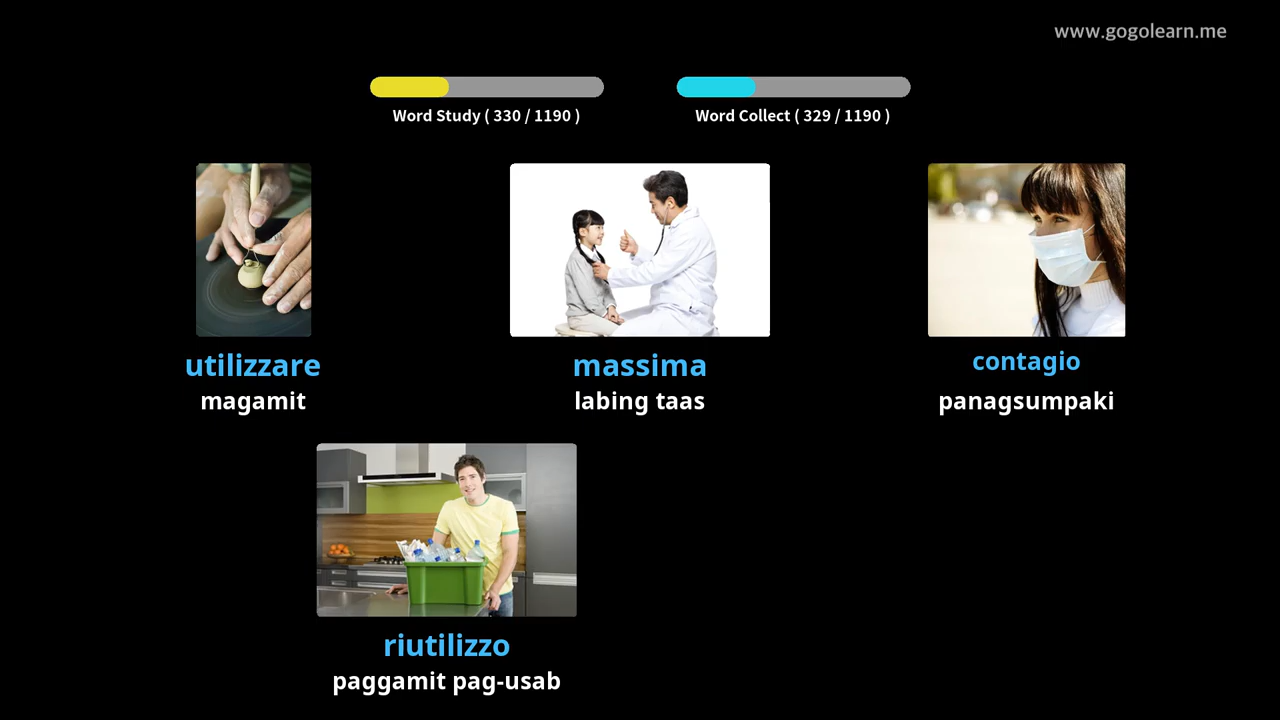 www.gogolearn.me
Word Study ( 330 / 1190 )
Word Collect ( 329 / 1190 )
utilizzare
magamit
massima
labing taas
contagio
panagsumpaki
riutilizzo
paggamit pag-usab